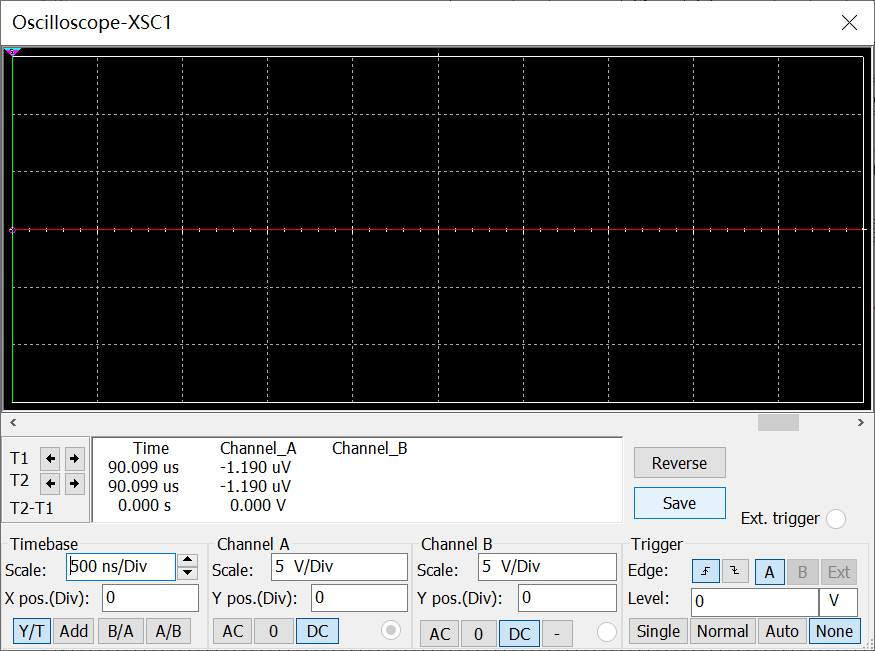 Oscilloscope-XSC1
T1
T2
T2-T1
Time Channel_A Channel_B
90.099 us -1.190 uV
90.099 us -1.190 uV
0.000 s 0.000 V
Reverse
Save
Ext. trigger
Timebase
Scale: 500 ns/Div
X pos.(Div): 0
Y/T Add B/A A/B
Channel A
Scale: 5 V/Div
Y pos.(Div): 0
AC 0 DC
Channel B
Scale: 5 V/Div
Y pos.(Div): 0
AC 0 DC -
Trigger
Edge: A B Ext
Level: 0 V
Single Normal Auto None